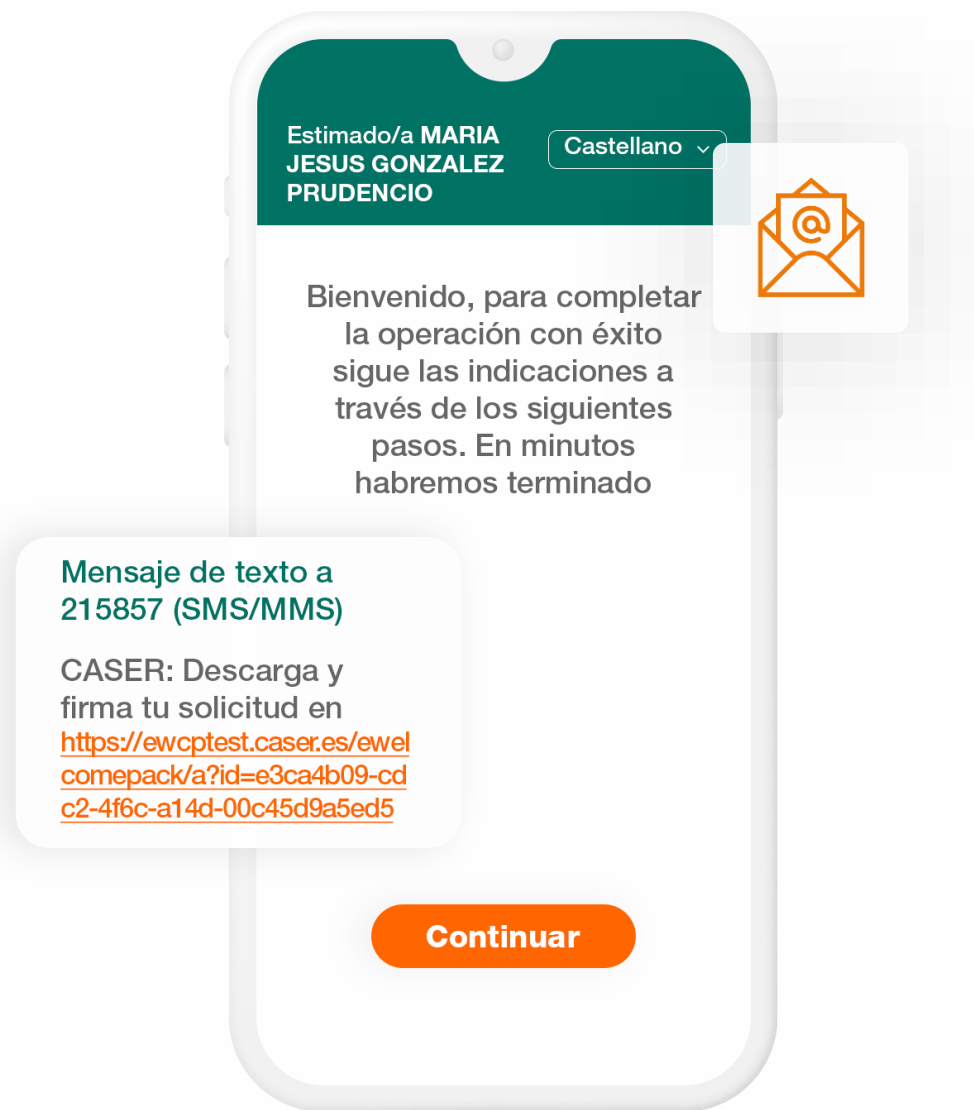 Estimado/a MARIA
JESUS GONZALEZ
PRUDENCIO
Castellano
@
Bienvenido, para completar
la operación con éxito
sigue las indicaciones a
través de los siguientes
pasos. En minutos
habremos terminado
Mensaje de texto a
215857 (SMS/MMS)
CASER: Descarga y
firma tu solicitud en
https://ewcptest.caser.es/ewel
comepack/a?id=e3ca4b09-cd
c2-4f6c-a14d-00c45d9a5ed5
Continuar